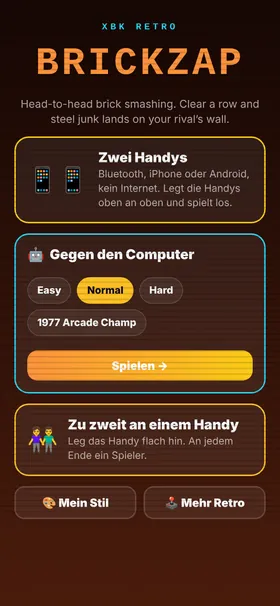 XBK RETRO
BRICKZAP
Head-to-head brick smashing. Clear a row and
steel junk lands on your rival's wall.
Zwei Handys
Bluetooth, iPhone oder Android,
kein Internet. Legt die Handys
oben an oben und spielt los.
Gegen den Computer
Easy
Normal
Hard
1977 Arcade Champ
Spielen →
Zu zweit an einem Handy
Leg das Handy flach hin. An jedem
Ende ein Spieler.
Mein Stil
Mehr Retro